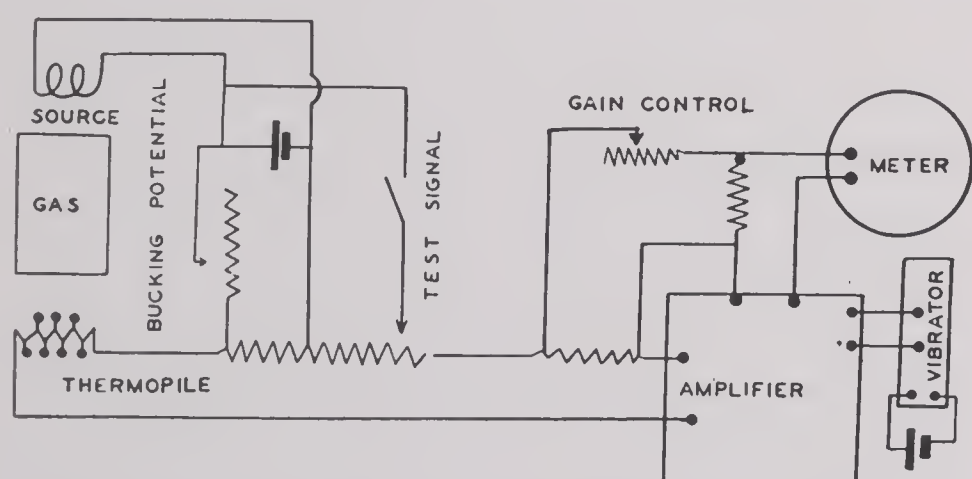 SOURCE
GAS
BUCKING POTENTIAL
TEST SIGNAL
THERMOPILE
GAIN CONTROL
METER
AMPLIFIER
VIBRATOR